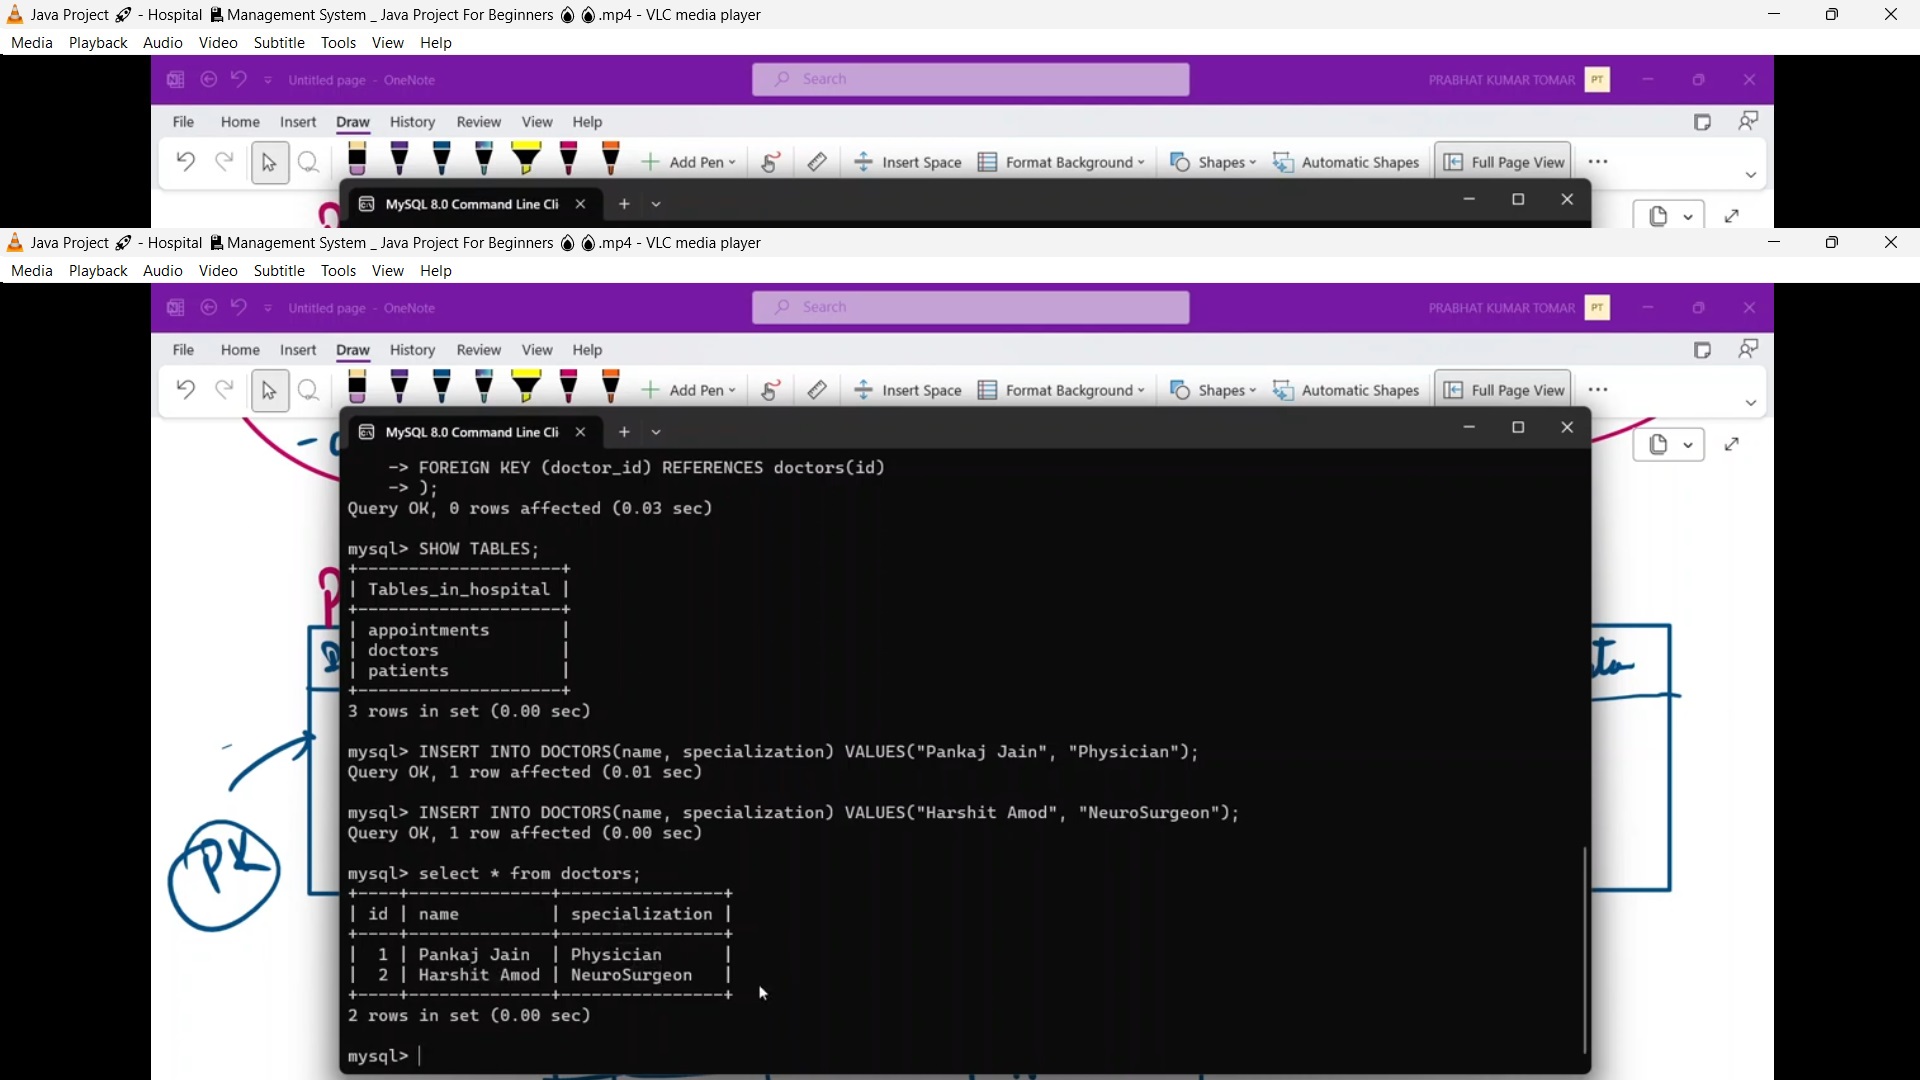 Java Project 🚀 - Hospital 💾 Management System _ Java Project For Beginners 🔥 🔥 .mp4 - VLC media player
Media Playback Audio Video Subtitle Tools View Help
Untitled page - OneNote
Search
PRABHAT KUMAR TOMAR PT
File Home Insert Draw History Review View Help
Add Pen Insert Space Format Background Shapes Automatic Shapes Full Page View
MySQL 8.0 Command Line Cli
Java Project 🚀 - Hospital 💾 Management System _ Java Project For Beginners 🔥 🔥 .mp4 - VLC media player
Media Playback Audio Video Subtitle Tools View Help
Untitled page - OneNote
Search
PRABHAT KUMAR TOMAR PT
File Home Insert Draw History Review View Help
Add Pen Insert Space Format Background Shapes Automatic Shapes Full Page View
MySQL 8.0 Command Line Cli
-> FOREIGN KEY (doctor_id) REFERENCES doctors(id)
-> );
Query OK, 0 rows affected (0.03 sec)
mysql> SHOW TABLES;
+--------------------+
| Tables_in_hospital |
+--------------------+
| appointments       |
| doctors            |
| patients           |
+--------------------+
3 rows in set (0.00 sec)
mysql> INSERT INTO DOCTORS(name, specialization) VALUES("Pankaj Jain", "Physician");
Query OK, 1 row affected (0.01 sec)
mysql> INSERT INTO DOCTORS(name, specialization) VALUES("Harshit Amod", "NeuroSurgeon");
Query OK, 1 row affected (0.00 sec)
mysql> select * from doctors;
+----+--------------+----------------+
| id | name         | specialization |
+----+--------------+----------------+
|  1 | Pankaj Jain  | Physician      |
|  2 | Harshit Amod | NeuroSurgeon   |
+----+--------------+----------------+
2 rows in set (0.00 sec)
mysql>
PK